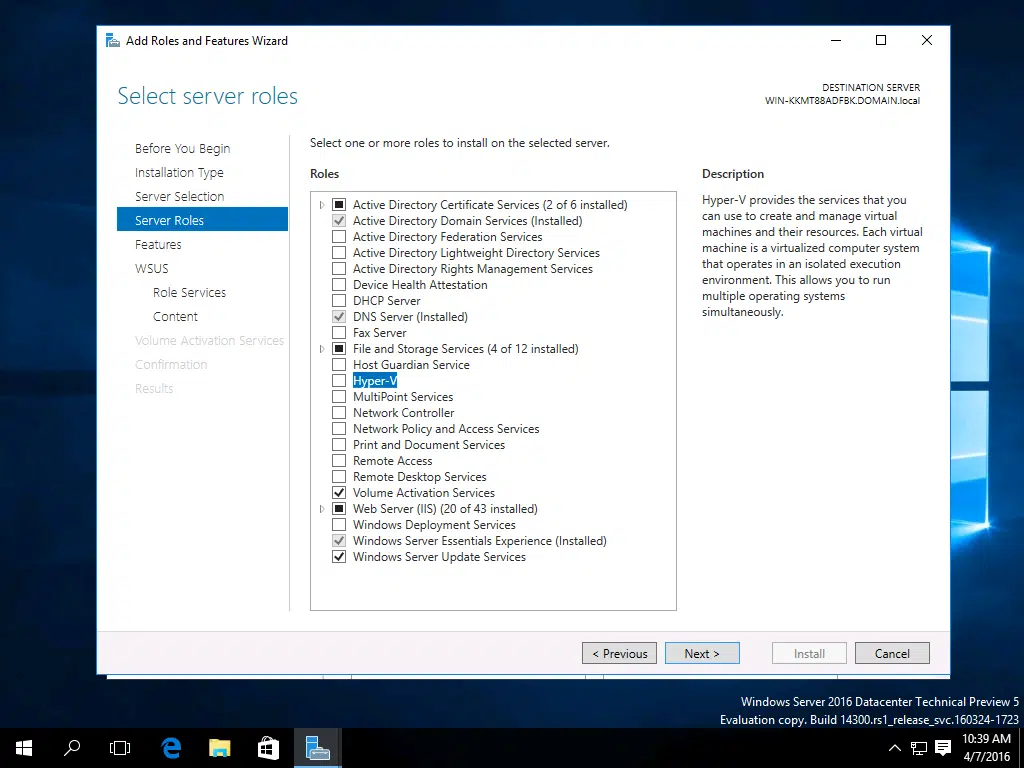 Add Roles and Features Wizard
Select server roles
DESTINATION SERVER
WIN-KKMT88ADFBK.DOMAIN.local
Before You Begin
Installation Type
Server Selection
Server Roles
Features
WSUS
Role Services
Content
Volume Activation Services
Confirmation
Results
Select one or more roles to install on the selected server.
Roles
Active Directory Certificate Services (2 of 6 installed)
Active Directory Domain Services (Installed)
Active Directory Federation Services
Active Directory Lightweight Directory Services
Active Directory Rights Management Services
Device Health Attestation
DHCP Server
DNS Server (Installed)
Fax Server
File and Storage Services (4 of 12 installed)
Host Guardian Service
Hyper-V
MultiPoint Services
Network Controller
Network Policy and Access Services
Print and Document Services
Remote Access
Remote Desktop Services
Volume Activation Services
Web Server (IIS) (20 of 43 installed)
Windows Deployment Services
Windows Server Essentials Experience (Installed)
Windows Server Update Services
Description
Hyper-V provides the services that you
can use to create and manage virtual
machines and their resources. Each virtual
machine is a virtualized computer system
that operates in an isolated execution
environment. This allows you to run
multiple operating systems
simultaneously.
< Previous
Next >
Install
Cancel
Windows Server 2016 Datacenter Technical Preview 5
Evaluation copy. Build 14300.rs1_release_svc.160324-1723
10:39 AM
4/7/2016